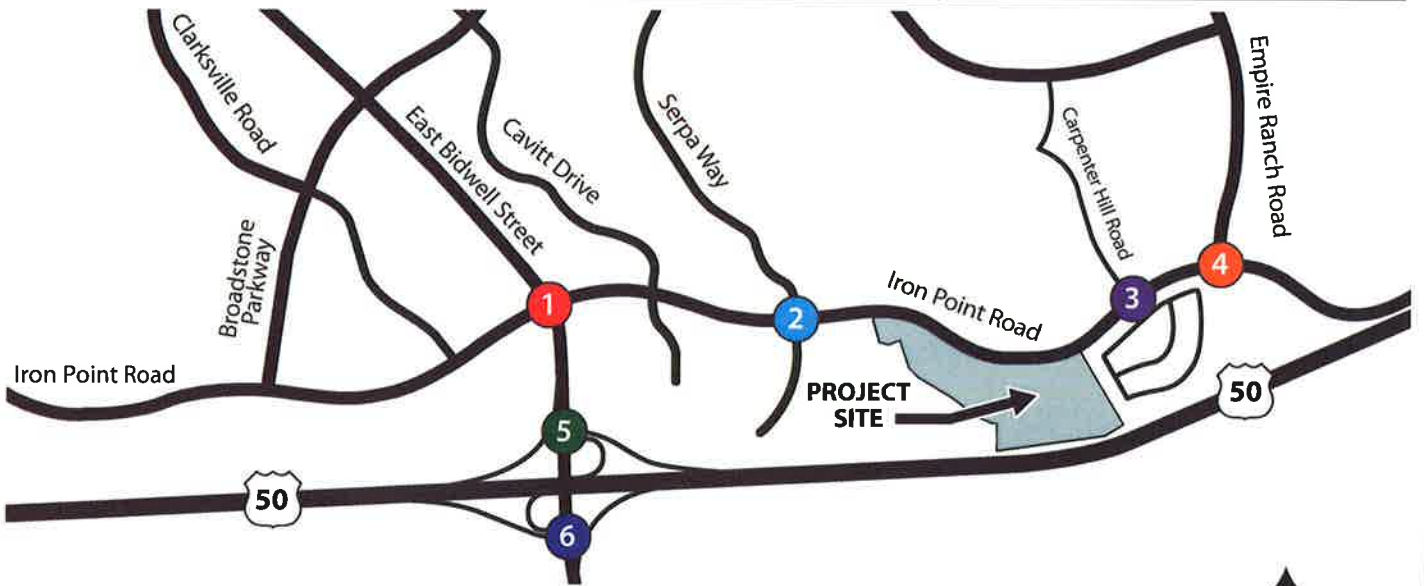 Clarksville Road
East Bidwell Street
Cavitt Drive
Serpa Way
Carpenter Hill Road
Empire Ranch Road
Broadstone
Parkway
1
2
3
4
Iron Point Road
Iron Point Road
PROJECT
SITE
50
5
50
6